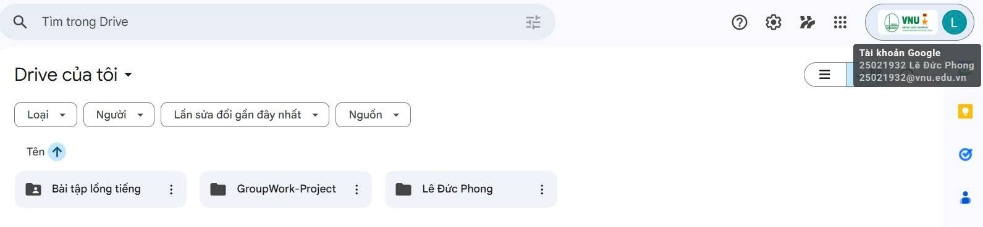 Tìm trong Drive
VNU
L
Tài khoản Google
25021932 Lê Đức Phong
25021932@vnu.edu.vn
Drive của tôi
Loại
Người
Lần sửa đổi gần đây nhất
Nguồn
Tên
Bài tập lồng tiếng
GroupWork-Project
Lê Đức Phong